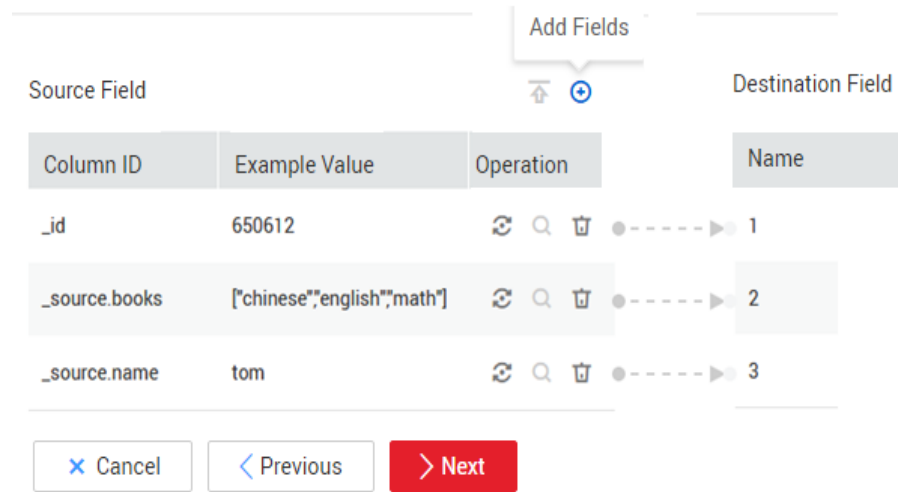 Add Fields
Source Field Destination Field
Column ID Example Value Operation Name
_id 650612 1
_source.books ["chinese"","english"","math"] 2
_source.name tom 3
Cancel Previous Next